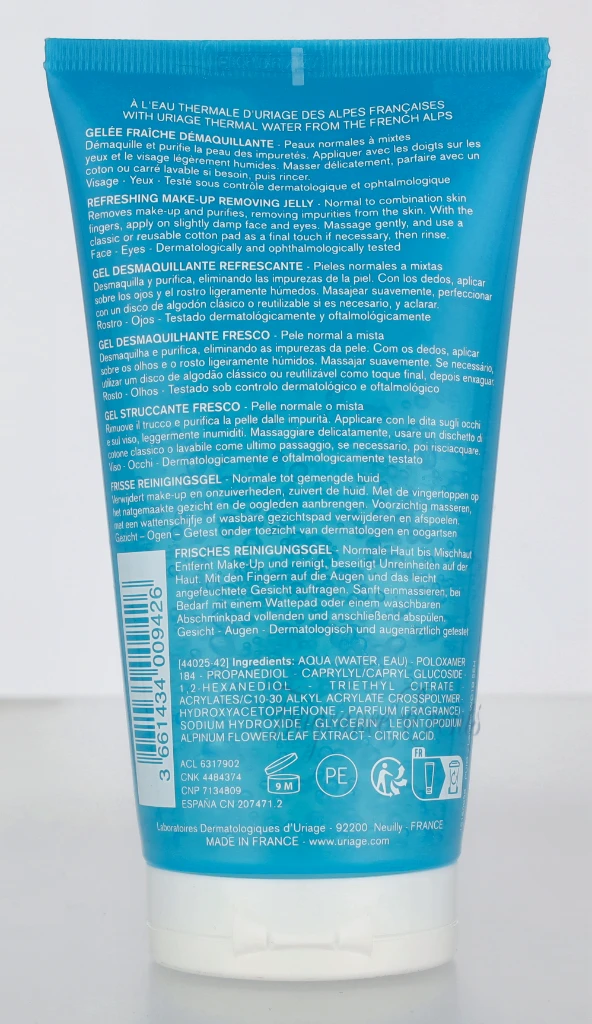 À L'EAU THERMALE D'URIAGE DES ALPES FRANÇAISES
WITH URIAGE THERMAL WATER FROM THE FRENCH ALPS
GELÉE FRAÎCHE DÉMAQUILLANTE - Peaux normales à mixtes
Démaquille et purifie la peau des impuretés. Appliquer avec les doigts sur les
yeux et le visage légèrement humides. Masser délicatement, parfaire avec un
coton ou carré lavable si besoin, puis rincer.
Visage - Yeux - Testé sous contrôle dermatologique et ophtalmologique
REFRESHING MAKE-UP REMOVING JELLY - Normal to combination skin
Removes make-up and purifies, removing impurities from the skin. With the
fingers, apply on slightly damp face and eyes. Massage gently, and use a
classic or reusable cotton pad as a final touch if necessary, then rinse.
Face - Eyes - Dermatologically and ophthalmologically tested
GEL DESMAQUILLANTE REFRESCANTE - Pieles normales a mixtas
Desmaquilla y purifica, eliminando las impurezas de la piel. Con los dedos, aplicar
sobre los ojos y el rostro ligeramente húmedos. Masajear suavemente, perfeccionar
con un disco de algodón clásico o reutilizable si es necesario, y aclarar.
Rostro - Ojos - Testado dermatológicamente y oftalmológicamente
GEL DESMAQUILHANTE FRESCO - Pele normal a mista
Desmaquilha e purifica, eliminando as impurezas da pele. Com os dedos, aplicar
sobre os olhos e o rosto ligeiramente húmidos. Massajar suavemente. Se necessário,
utilizar um disco de algodão clássico ou reutilizável como toque final, depois enxaguar.
Rosto - Olhos - Testado sob controlo dermatológico e oftalmológico
GEL STRUCCANTE FRESCO - Pelle normale o mista
Rimuove il trucco e purifica la pelle dalle impurità. Applicare con le dita sugli occhi
e sul viso, leggermente inumiditi. Massaggiare delicatamente, usare un dischetto di
cotone classico o lavabile come ultimo passaggio, se necessario, poi risciacquare.
Viso - Occhi - Dermatologicamente e oftalmologicamente testato
FRISSE REINIGINGSGEL - Normale tot gemengde huid
Verwijdert make-up en onzuiverheden, zuivert de huid. Met de vingertoppen op
het natgemaakte gezicht en de oogleden aanbrengen. Voorzichtig masseren,
met een wattenschijfje of wasbare gezichtspad verwijderen en afspoelen.
Gezicht - Ogen - Getest onder toezicht van dermatologen en oogartsen
FRISCHES REINIGUNGSGEL - Normale Haut bis Mischhaut
Entfernt Make-Up und reinigt, beseitigt Unreinheiten auf der
Haut. Mit den Fingern auf die Augen und das leicht
angefeuchtete Gesicht auftragen. Sanft einmassieren, bei
Bedarf mit einem Wattepad oder einem waschbaren
Abschminkpad vollenden und anschließend abspülen.
Gesicht - Augen - Dermatologisch und augenärztlich getestet
[44025-42] Ingredients: AQUA (WATER, EAU) - POLOXAMER
184 - PROPANEDIOL - CAPRYLYL/CAPRYL GLUCOSIDE -
1,2-HEXANEDIOL - TRIETHYL CITRATE -
ACRYLATES/C10-30 ALKYL ACRYLATE CROSSPOLYMER -
HYDROXYACETOPHENONE - PARFUM (FRAGRANCE) -
SODIUM HYDROXIDE - GLYCERIN - LEONTOPODIUM
ALPINUM FLOWER/LEAF EXTRACT - CITRIC ACID
3 661434 009426
ACL 6317902
CNK 4484374
CNP 7134809
ESPAÑA CN 207471.2
9 M
PE
FR
Laboratoires Dermatologiques d'Uriage - 92200 Neuilly - FRANCE
MADE IN FRANCE - www.uriage.com